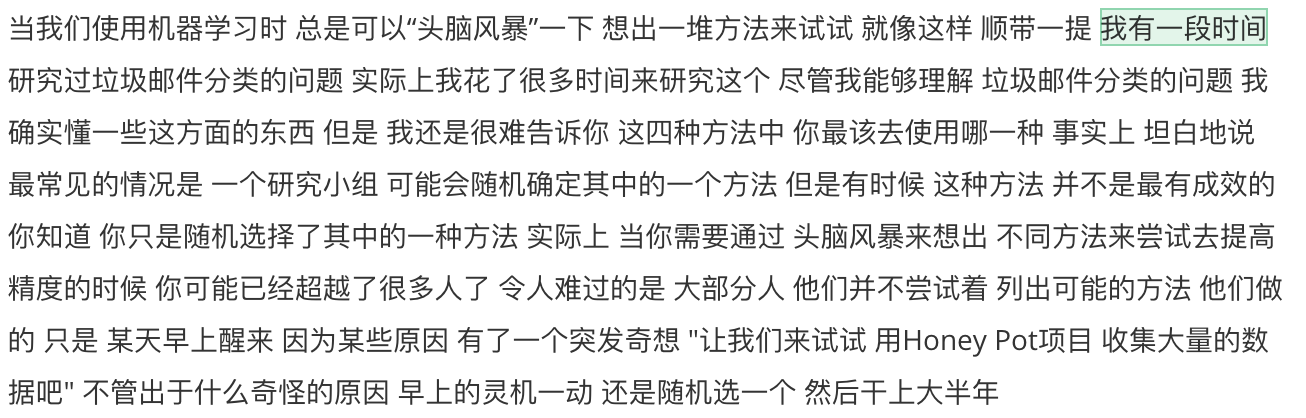 当我们使用机器学习时 总是可以“头脑风暴”一下 想出一堆方法来试试 就像这样 顺带一提 我有一段时间
研究过垃圾邮件分类的问题 实际上我花了很多时间来研究这个 尽管我能够理解 垃圾邮件分类的问题 我
确实懂一些这方面的东西 但是 我还是很难告诉你 这四种方法中 你最该去使用哪一种 事实上 坦白地说
最常见的情况是 一个研究小组 可能会随机确定其中的一个方法 但是有时候 这种方法 并不是最有成效的
你知道 你只是随机选择了其中的一种方法 实际上 当你需要通过 头脑风暴来想出 不同方法来尝试去提高
精度的时候 你可能已经超越了很多人了 令人难过的是 大部分人 他们并不尝试着 列出可能的方法 他们做
的 只是 某天早上醒来 因为某些原因 有了一个突发奇想 "让我们来试试 用Honey Pot项目 收集大量的数
据吧" 不管出于什么奇怪的原因 早上的灵机一动 还是随机选一个 然后干上大半年